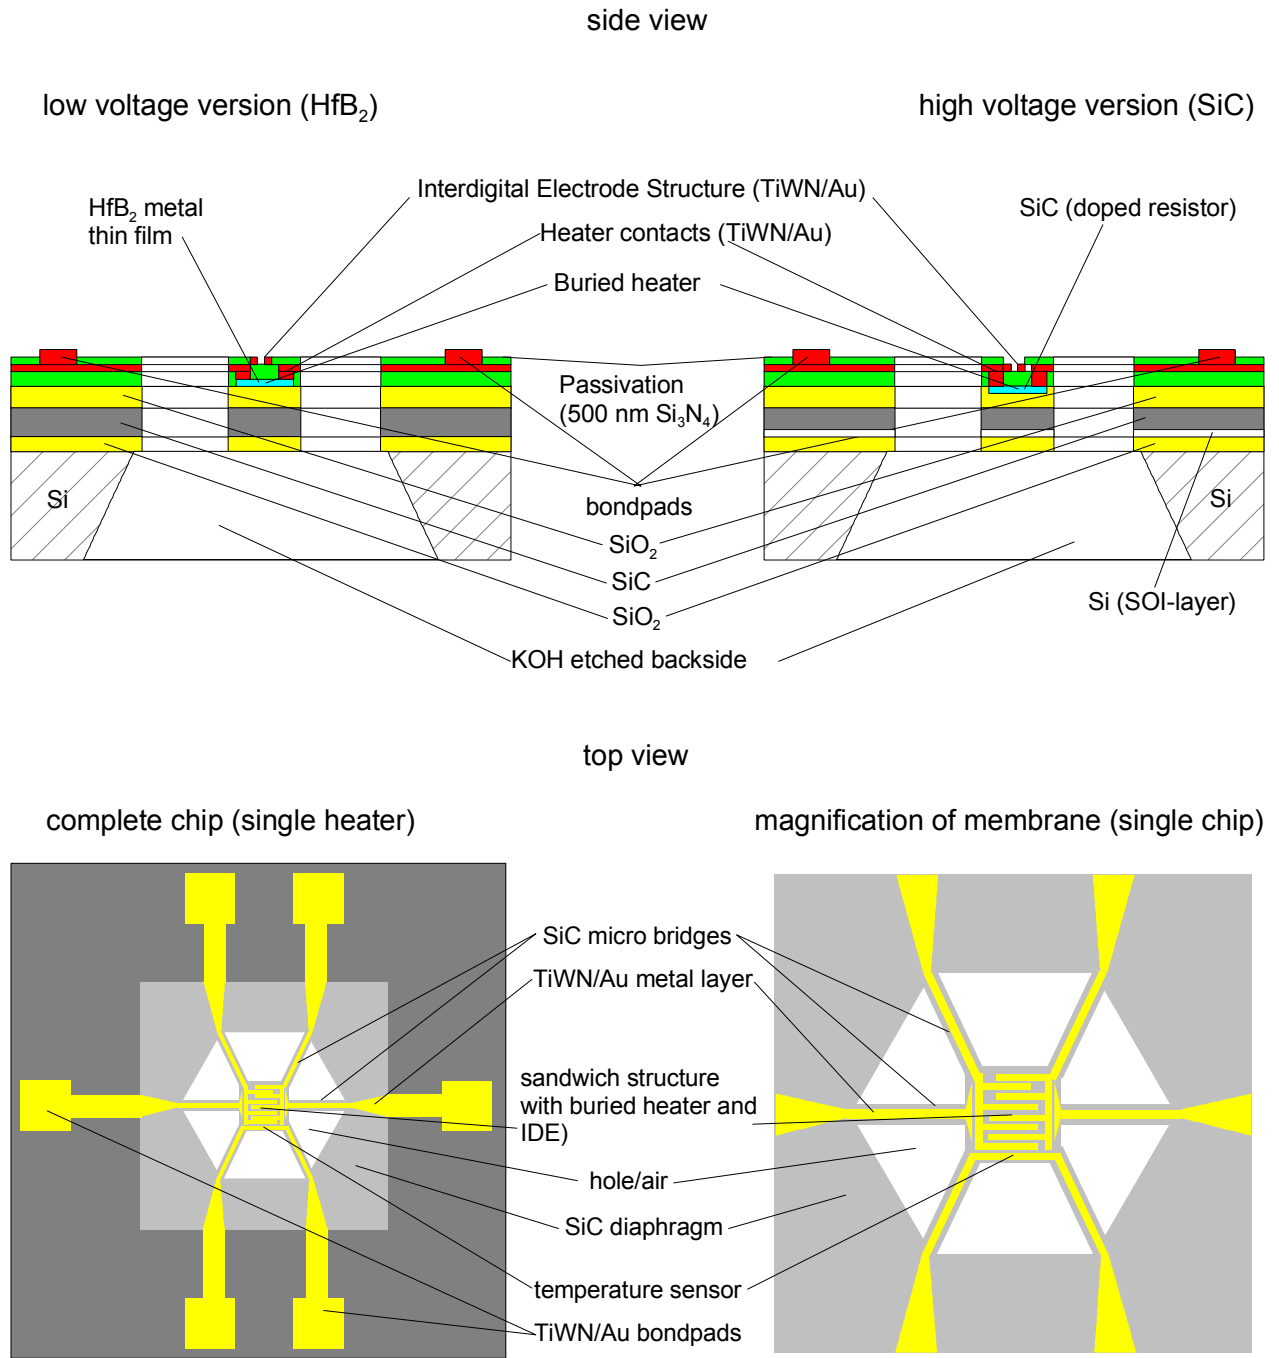 side view
low voltage version (HfB₂)
high voltage version (SiC)
HfB₂ metal
thin film
Interdigital Electrode Structure (TiWN/Au)
Heater contacts (TiWN/Au)
Buried heater
SiC (doped resistor)
Passivation
(500 nm Si₃N₄)
Si
bondpads
Si
SiO₂
SiC
SiO₂
Si (SOI-layer)
KOH etched backside
top view
complete chip (single heater)
magnification of membrane (single chip)
SiC micro bridges
TiWN/Au metal layer
sandwich structure
with buried heater and
IDE)
hole/air
SiC diaphragm
temperature sensor
TiWN/Au bondpads